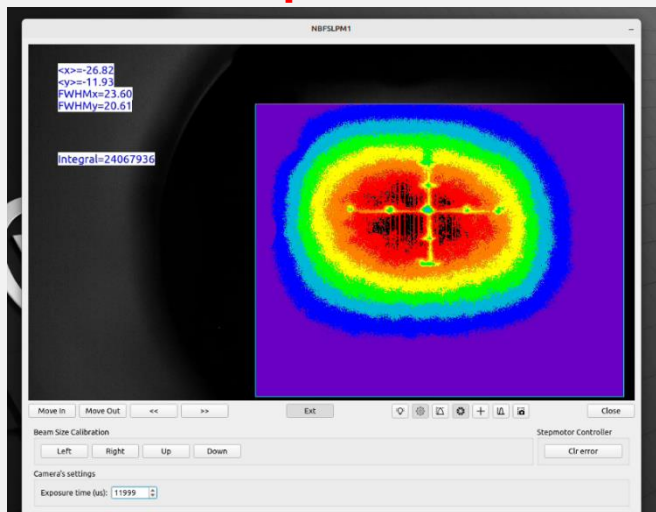 NBFSLPM1
<x>=-26.82
<y>=-11.93
FWHMx=23.60
FWHMy=20.61
Integral=24067936
Move In Move Out << >> Ext Close
Beam Size Calibration Stepmotor Controller
Left Right Up Down Clr error
Camera's settings
Exposure time (us): 11999